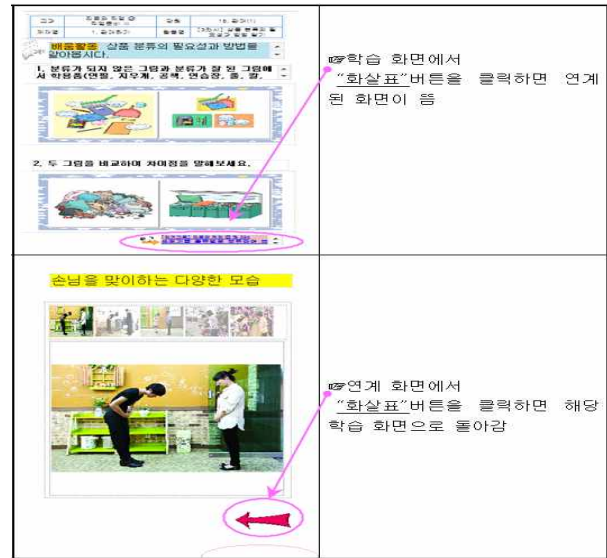 배움활동 상품 분류의 필요성과 방법을
알아봅시다.
1. 분류가 되지 않은 그림과 분류가 잘 된 그림에
서 학용품(연필, 지우개, 공책, 연습장, 풀, 칼,
2. 두 그림을 비교하여 차이점을 말해보세요.
☞학습 화면에서
"화살표"버튼을 클릭하면 연계
된 화면이 뜸
손님을 맞이하는 다양한 모습
☞연계 화면에서
"화살표"버튼을 클릭하면 해당
학습 화면으로 돌아감